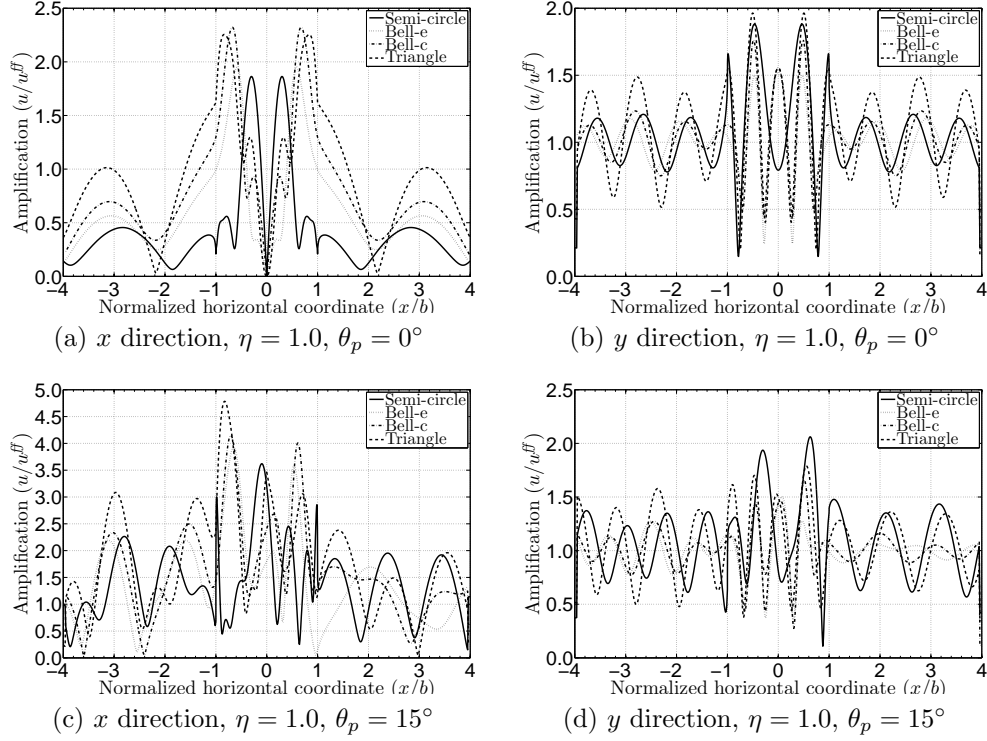 Amplification (u/u^ff)
2.5
2.0
1.5
1.0
0.5
0.0
Semi-circle
Bell-e
Bell-c
Triangle
−4 −3 −2 −1 0 1 2 3 4
Normalized horizontal coordinate (x/b)
(a) x direction, η = 1.0, θp = 0°
Amplification (u/u^ff)
2.0
1.5
1.0
0.5
0.0
Semi-circle
Bell-e
Bell-c
Triangle
−4 −3 −2 −1 0 1 2 3 4
Normalized horizontal coordinate (x/b)
(b) y direction, η = 1.0, θp = 0°
Amplification (u/u^ff)
5.0
4.5
4.0
3.5
3.0
2.5
2.0
1.5
1.0
0.5
0.0
Semi-circle
Bell-e
Bell-c
Triangle
−4 −3 −2 −1 0 1 2 3 4
Normalized horizontal coordinate (x/b)
(c) x direction, η = 1.0, θp = 15°
Amplification (u/u^ff)
2.5
2.0
1.5
1.0
0.5
0.0
Semi-circle
Bell-e
Bell-c
Triangle
−4 −3 −2 −1 0 1 2 3 4
Normalized horizontal coordinate (x/b)
(d) y direction, η = 1.0, θp = 15°